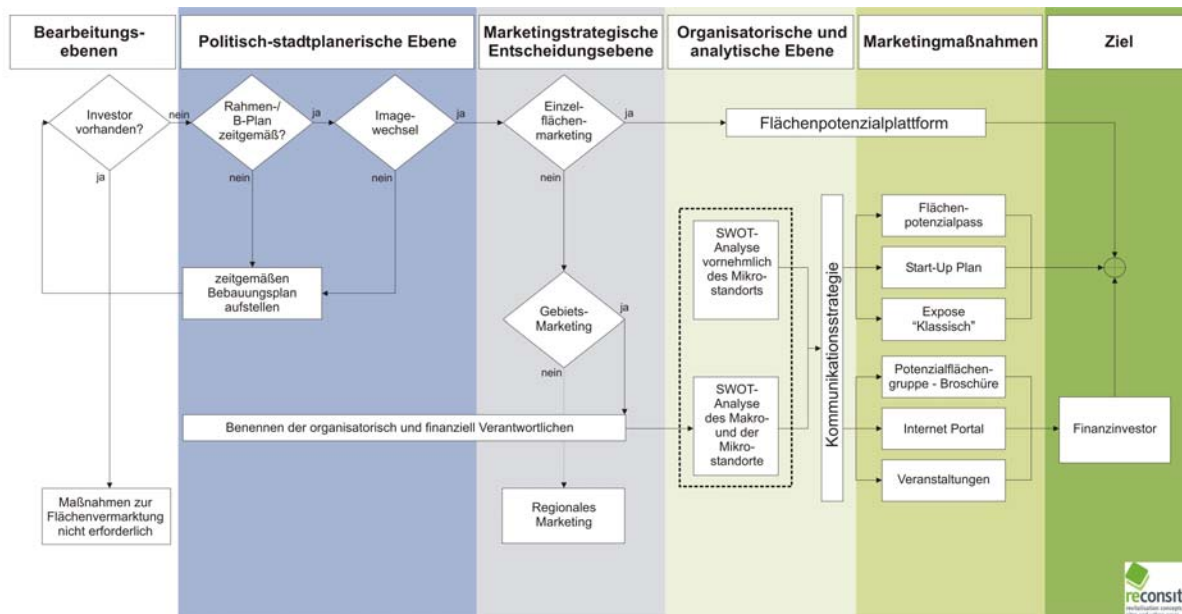 Bearbeitungs-
ebenen
Politisch-stadtplanerische Ebene
Marketingstrategische
Entscheidungsebene
Organisatorische und
analytische Ebene
Marketingmaßnahmen
Ziel
Investor
vorhanden?
nein
ja
Rahmen-/
B-Plan
zeitgemäß?
ja
nein
Image-
wechsel
ja
nein
Einzel-
flächen-
marketing
ja
nein
Flächenpotenzialplattform
zeitgemäßen
Bebauungsplan
aufstellen
Gebiets-
Marketing
ja
nein
SWOT-
Analyse
vornehmlich
des Mikro-
standorts
SWOT-
Analyse
des Makro-
und der
Mikro-
standorte
Kommunikationsstrategie
Flächen-
potenzialpass
Start-Up Plan
Expose
“Klassisch”
Potenzialflächen-
gruppe - Broschüre
Internet Portal
Veranstaltungen
Finanzinvestor
Benennen der organisatorisch und finanziell Verantwortlichen
Maßnahmen zur
Flächenvermarktung
nicht erforderlich
Regionales
Marketing
reconsite